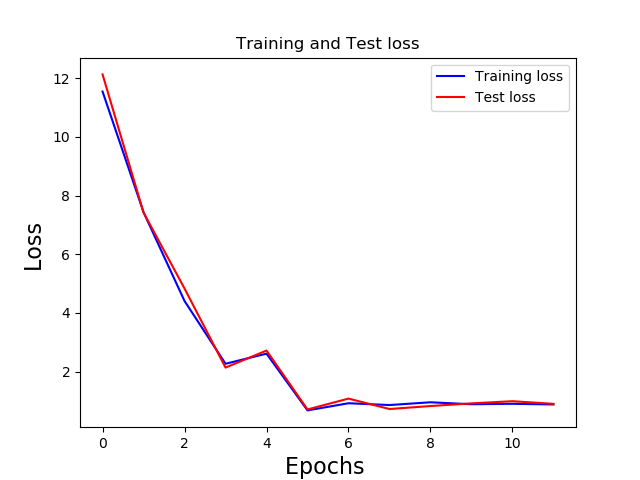 Training and Test loss
Training loss
Test loss
12
10
8
6
4
2
Loss
0 2 4 6 8 10
Epochs